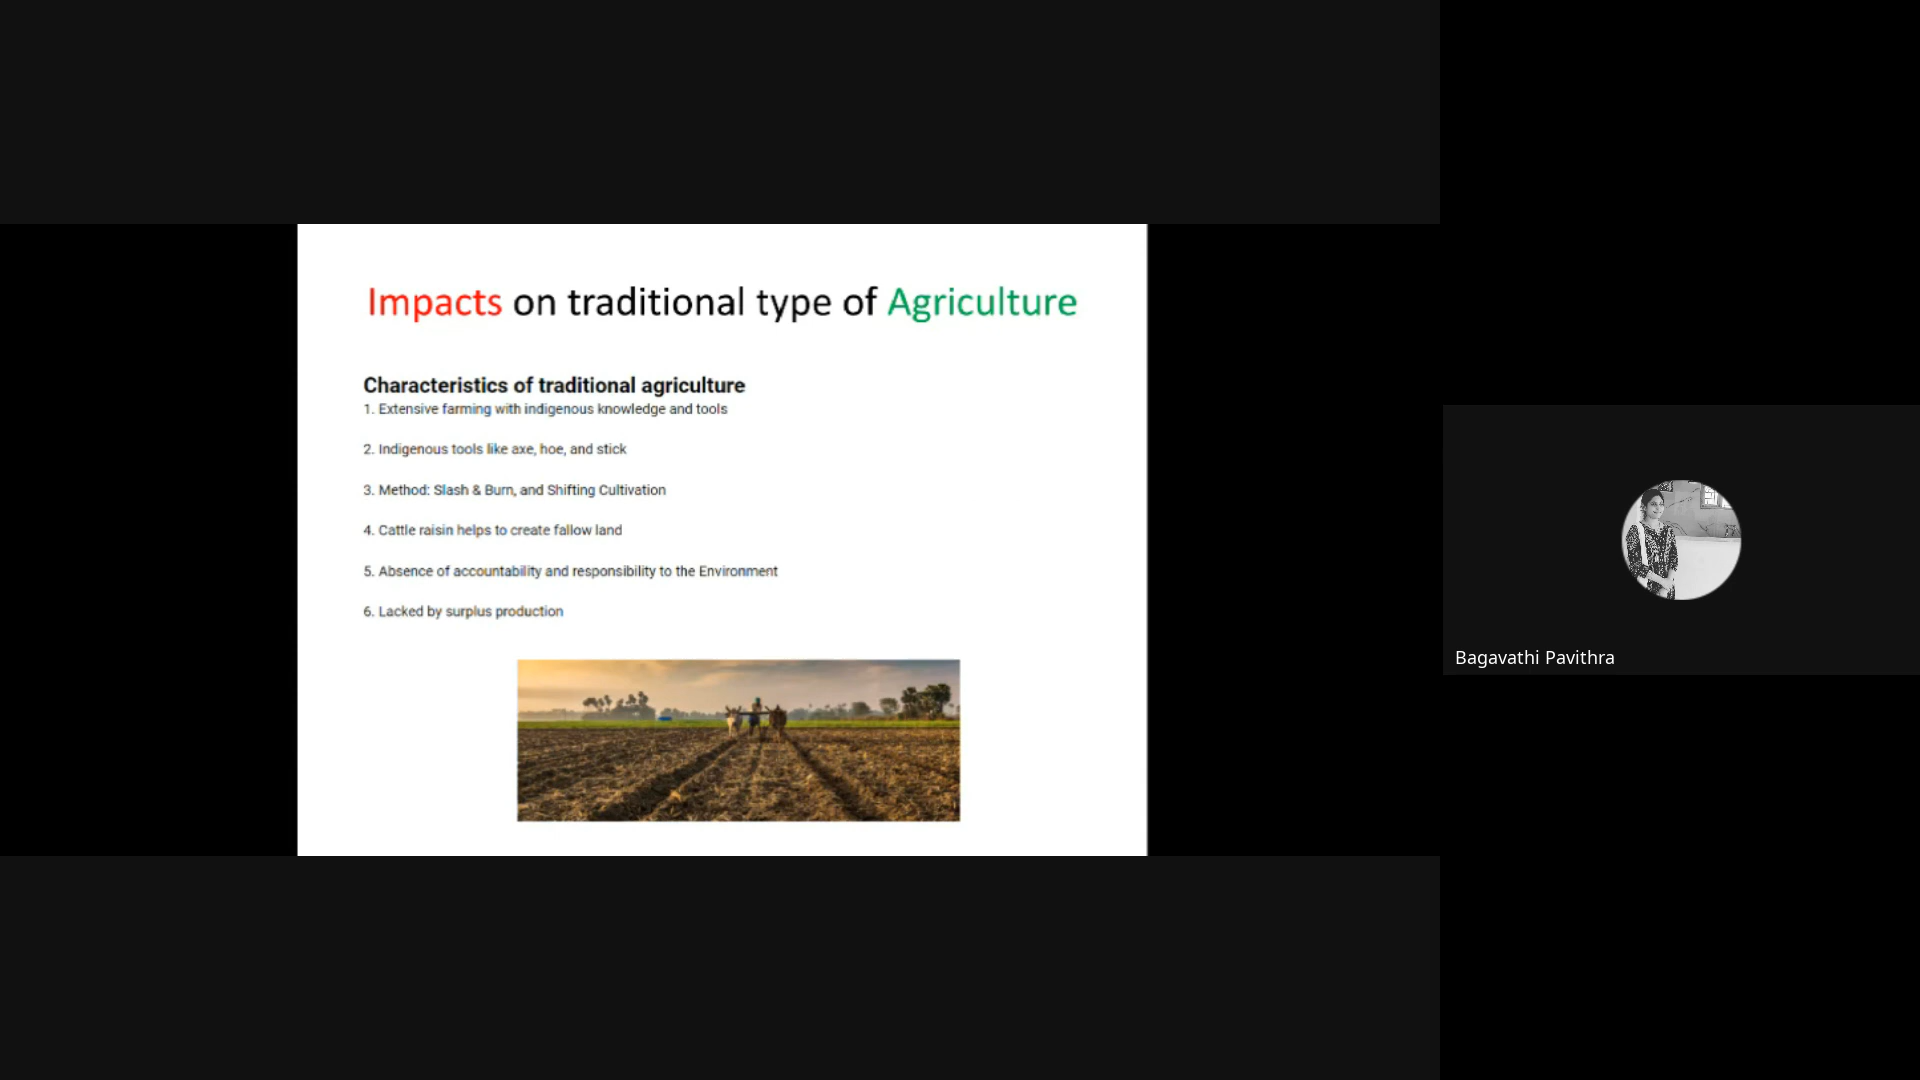 Impacts on traditional type of Agriculture
Characteristics of traditional agriculture
1. Extensive farming with indigenous knowledge and tools
2. Indigenous tools like axe, hoe, and stick
3. Method: Slash & Burn, and Shifting Cultivation
4. Cattle raisin helps to create fallow land
5. Absence of accountability and responsibility to the Environment
6. Lacked by surplus production
Bagavathi Pavithra